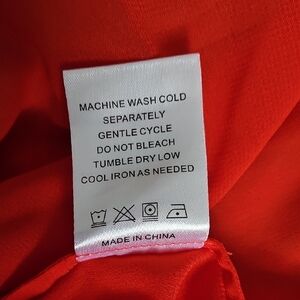 MACHINE WASH COLD
SEPARATELY
GENTLE CYCLE
DO NOT BLEACH
TUMBLE DRY LOW
COOL IRON AS NEEDED
MADE IN CHINA